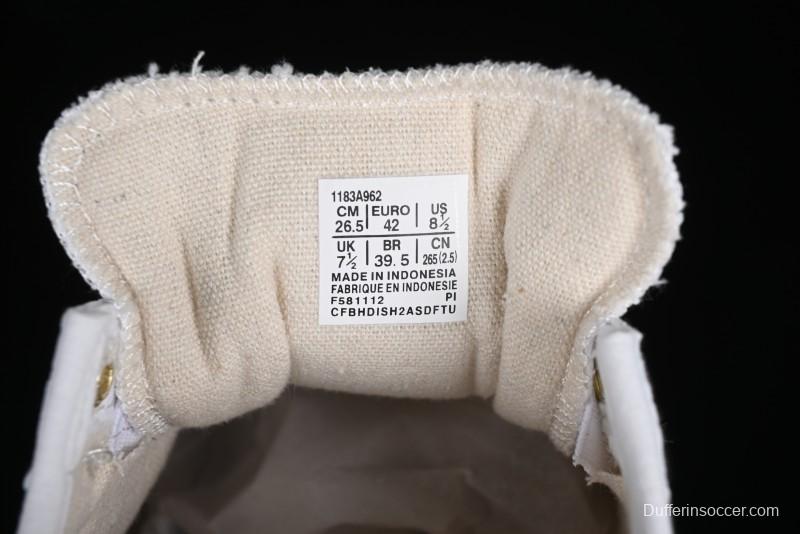 1183A962
CM | EURO | US
26.5 | 42 | 8½
UK | BR | CN
7½ | 39.5 | 265(2.5)
MADE IN INDONESIA
FABRIQUE EN INDONESIE
F581112 PI
CFBHDISH2ASDFTU
Dufferinsoccer.com